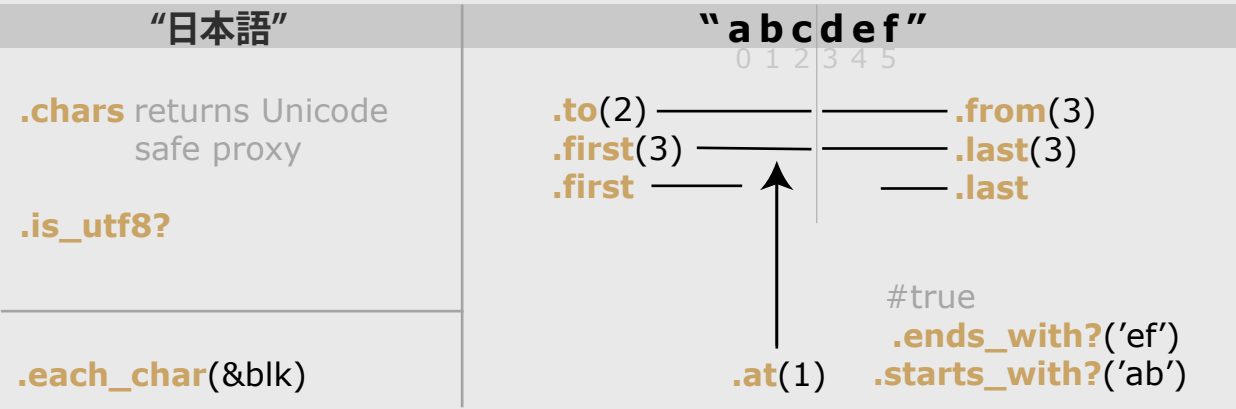 “日本語”
.chars returns Unicode
safe proxy
.is_utf8?
.each_char(&blk)
“abcdef”
0 1 2 3 4 5
.to(2) .from(3)
.first(3) .last(3)
.first .last
#true
.ends_with?(’ef’)
.at(1) .starts_with?(’ab’)